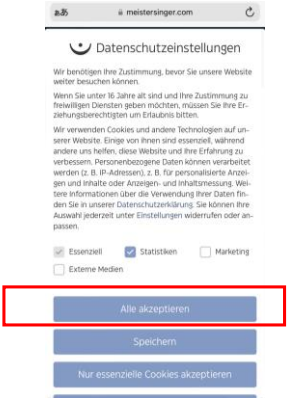 ぁあ meistersinger.com
Datenschutzeinstellungen
Wir benötigen Ihre Zustimmung, bevor Sie unsere Website
weiter besuchen können.
Wenn Sie unter 16 Jahre alt sind und Ihre Zustimmung zu
freiwilligen Diensten geben möchten, müssen Sie Ihre Er-
ziehungsberechtigten um Erlaubnis bitten.
Wir verwenden Cookies und andere Technologien auf un-
serer Website. Einige von ihnen sind essenziell, während
andere uns helfen, diese Website und Ihre Erfahrung zu
verbessern. Personenbezogene Daten können verarbeitet
werden (z. B. IP-Adressen), z. B. für personalisierte Anzei-
gen und Inhalte oder Anzeigen- und Inhaltsmessung. Wei-
tere Informationen über die Verwendung Ihrer Daten fin-
den Sie in unserer Datenschutzerklärung. Sie können Ihre
Auswahl jederzeit unter Einstellungen widerrufen oder an-
passen.
Essenziell Statistiken Marketing
Externe Medien
Alle akzeptieren
Speichern
Nur essenzielle Cookies akzeptieren